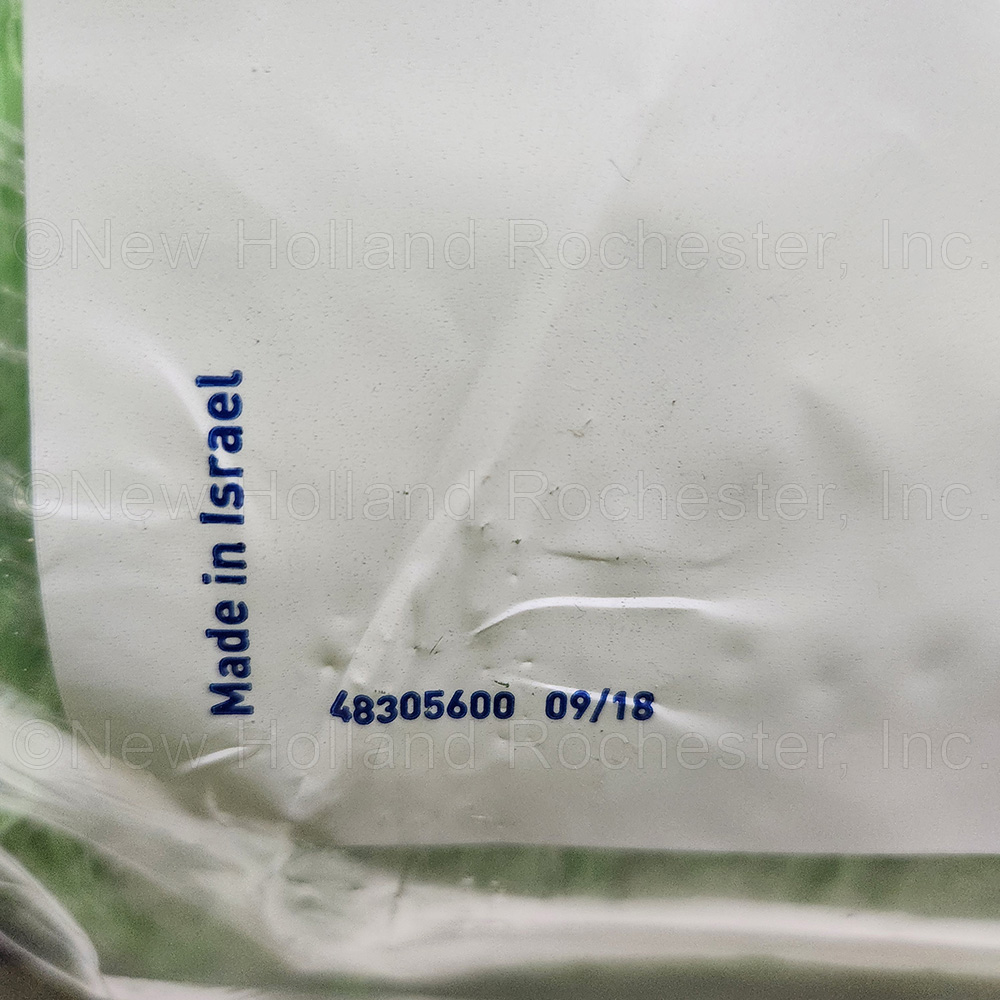 ©New Holland Rochester, Inc.
Made in Israel
©New Holland Rochester, Inc.
48305600 09/18
©New Holland Rochester, Inc.